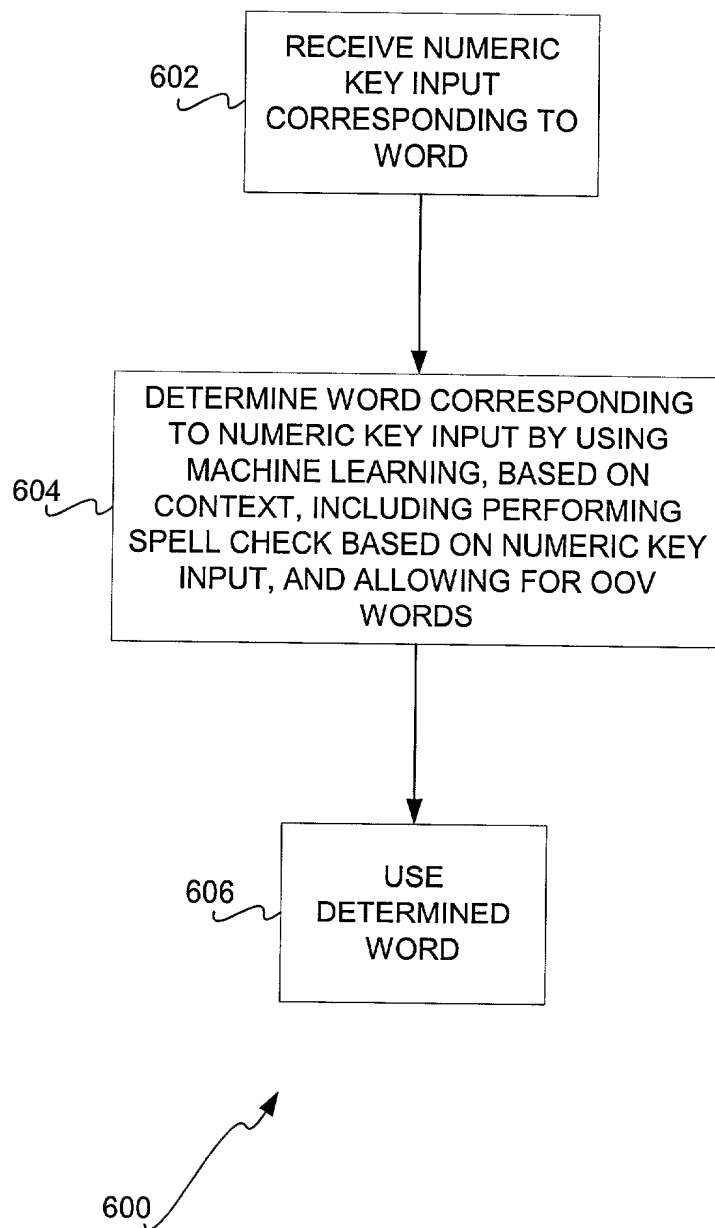 RECEIVE NUMERIC
KEY INPUT
CORRESPONDING TO
WORD
602
DETERMINE WORD CORRESPONDING
TO NUMERIC KEY INPUT BY USING
MACHINE LEARNING, BASED ON
CONTEXT, INCLUDING PERFORMING
SPELL CHECK BASED ON NUMERIC KEY
INPUT, AND ALLOWING FOR OOV
WORDS
604
USE
DETERMINED
WORD
606
600